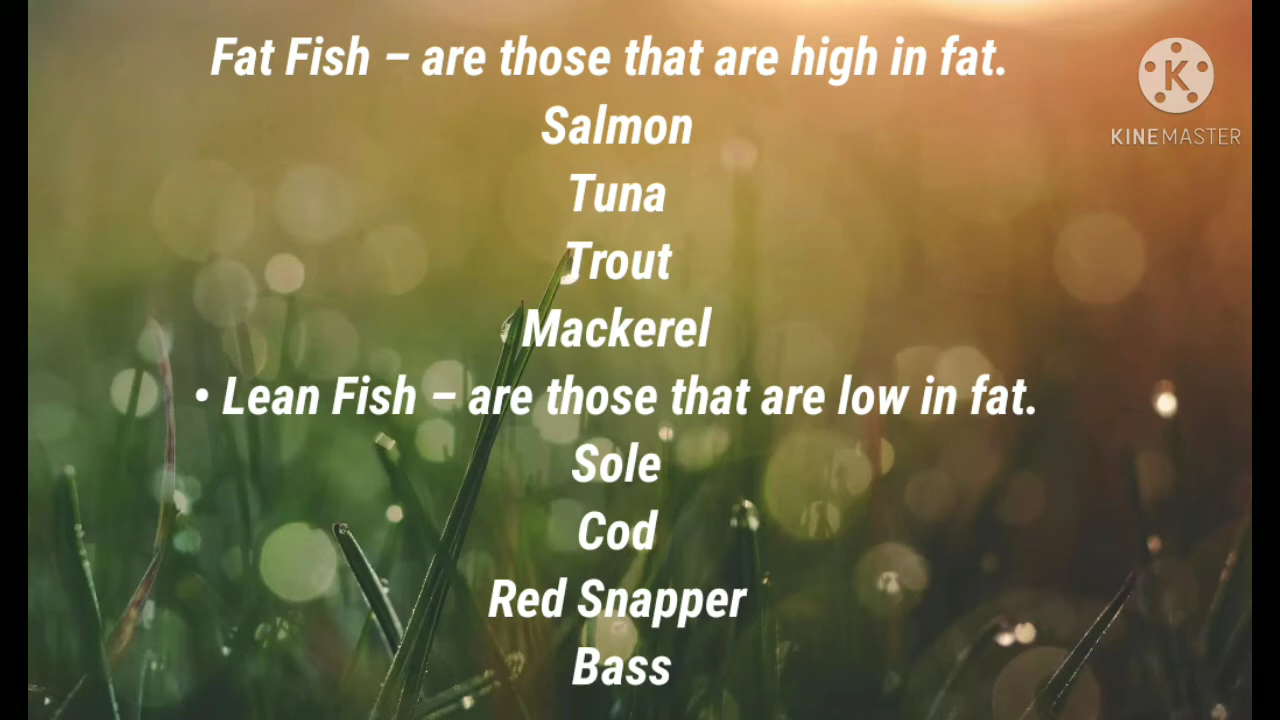 Fat Fish – are those that are high in fat.
Salmon
Tuna
Trout
Mackerel
• Lean Fish – are those that are low in fat.
Sole
Cod
Red Snapper
Bass
K
KINEMASTER